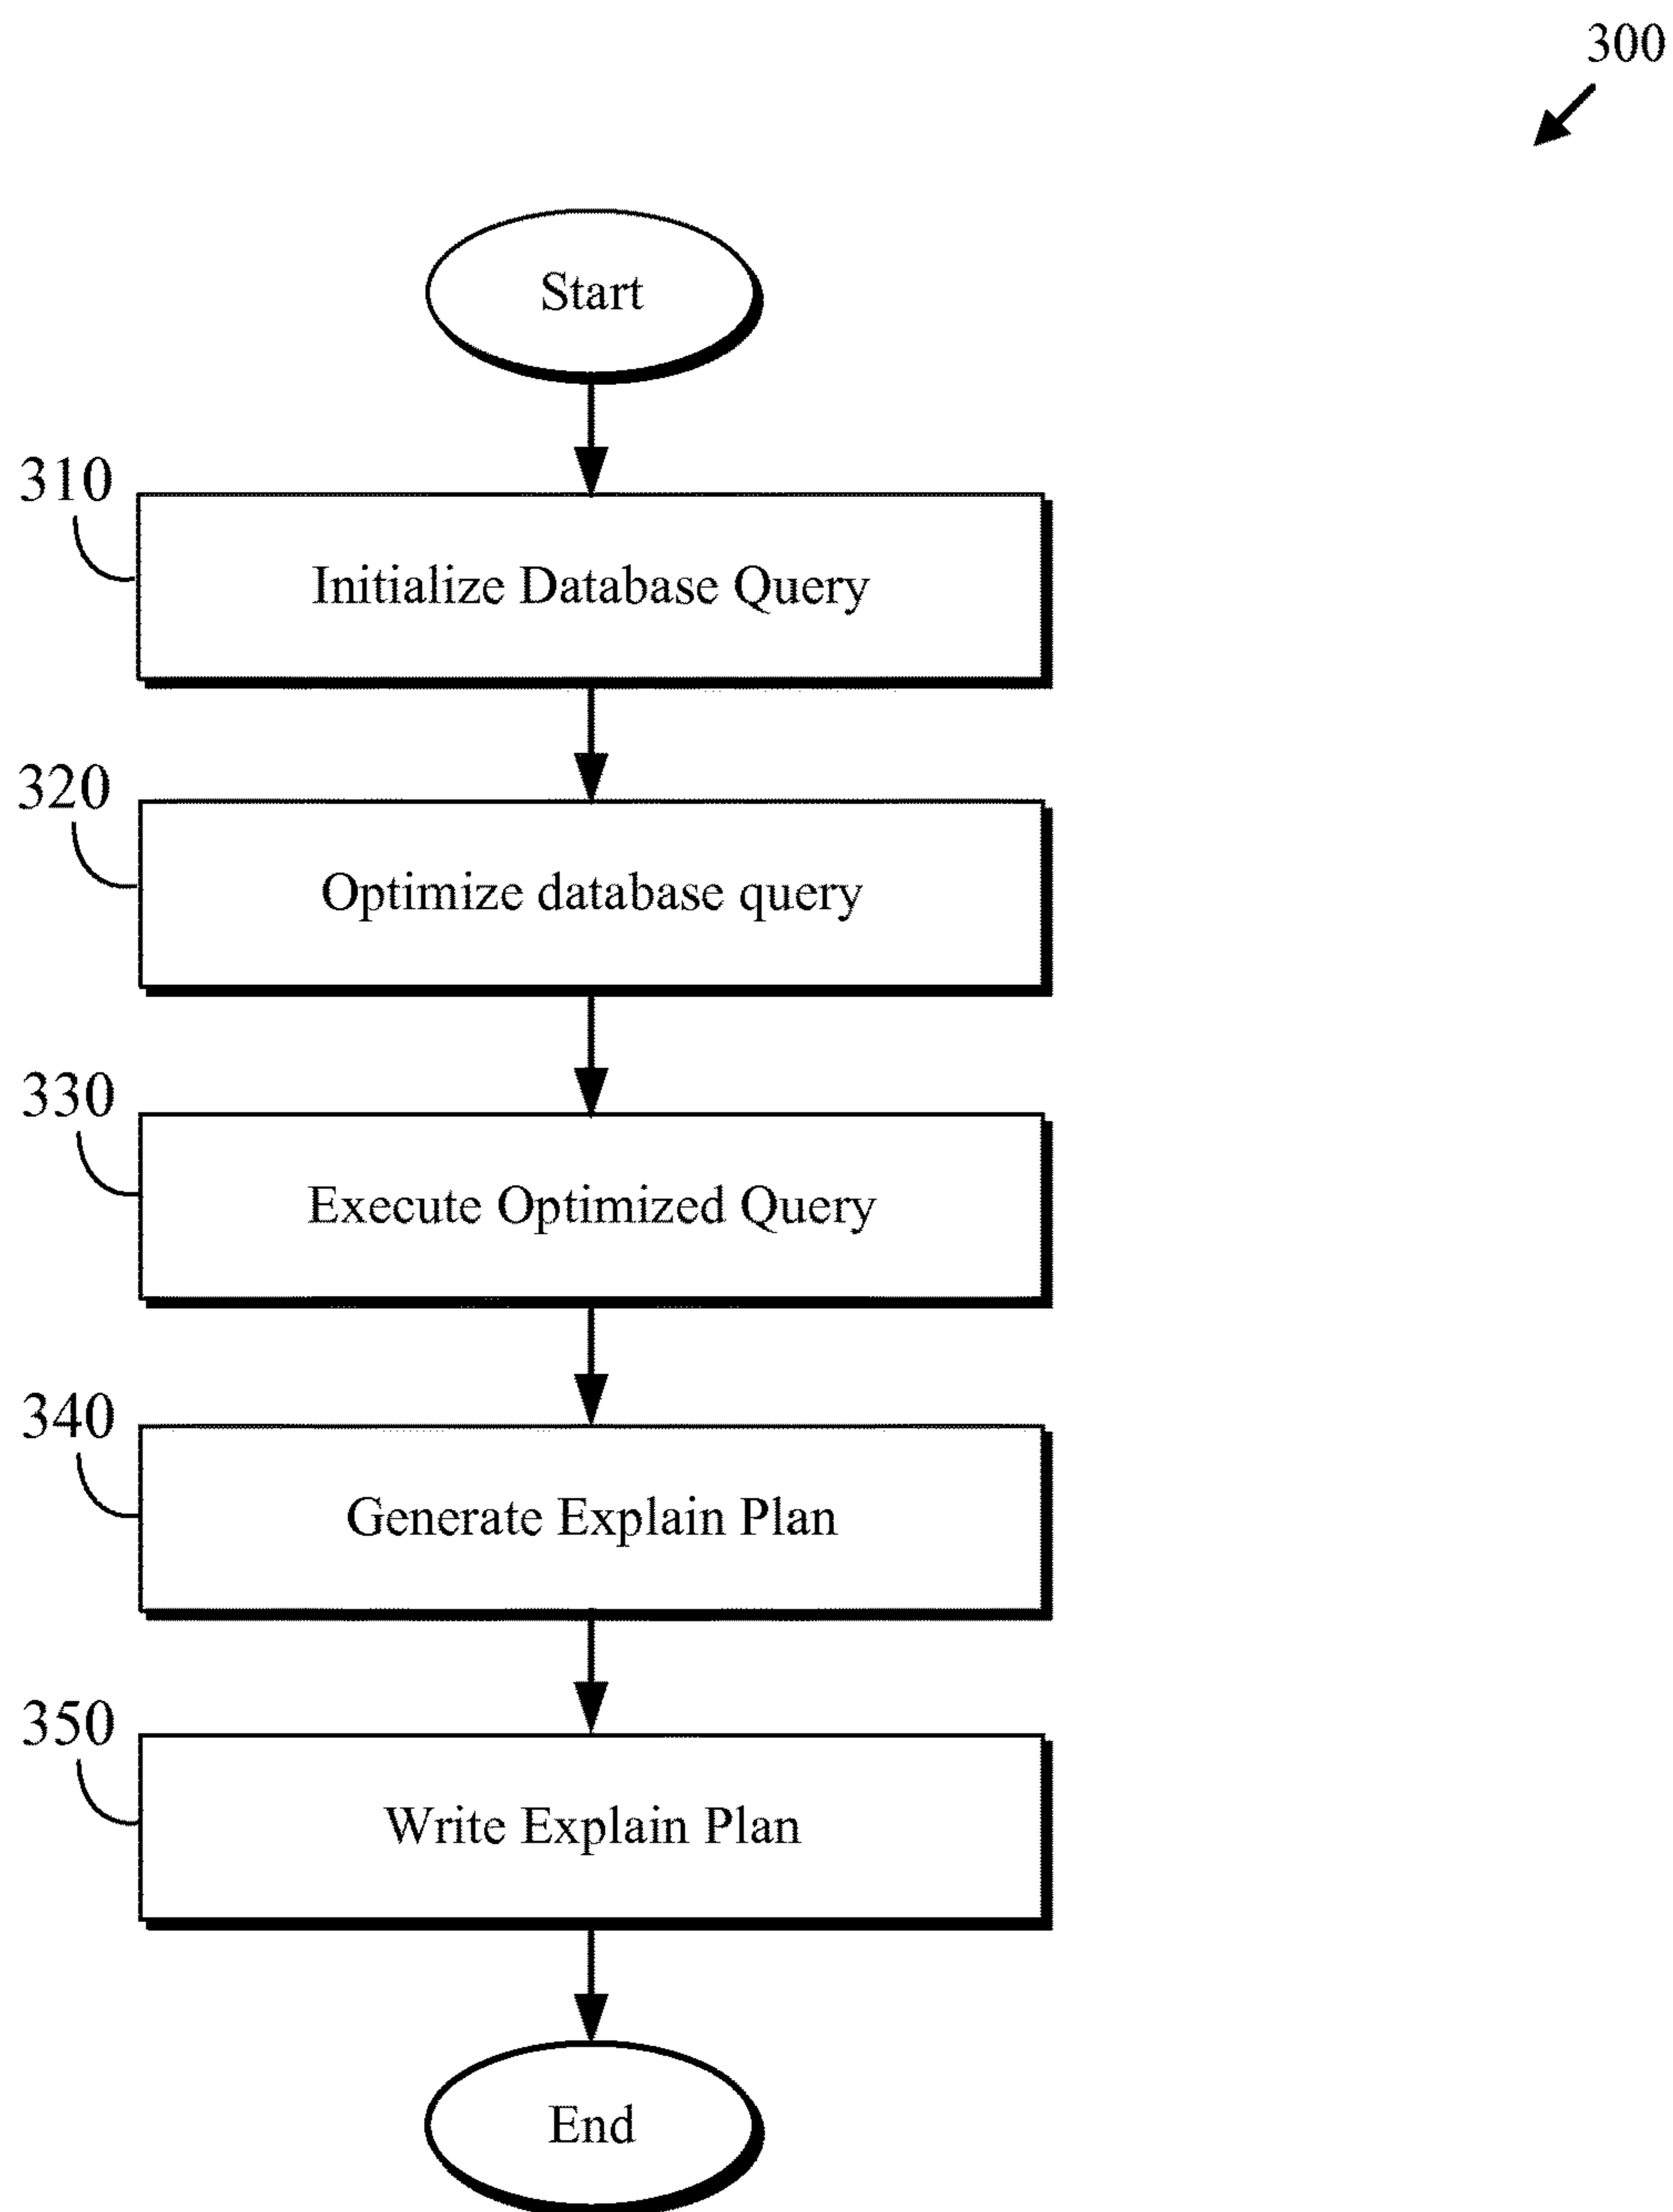 300
Start
310
Initialize Database Query
320
Optimize database query
330
Execute Optimized Query
340
Generate Explain Plan
350
Write Explain Plan
End